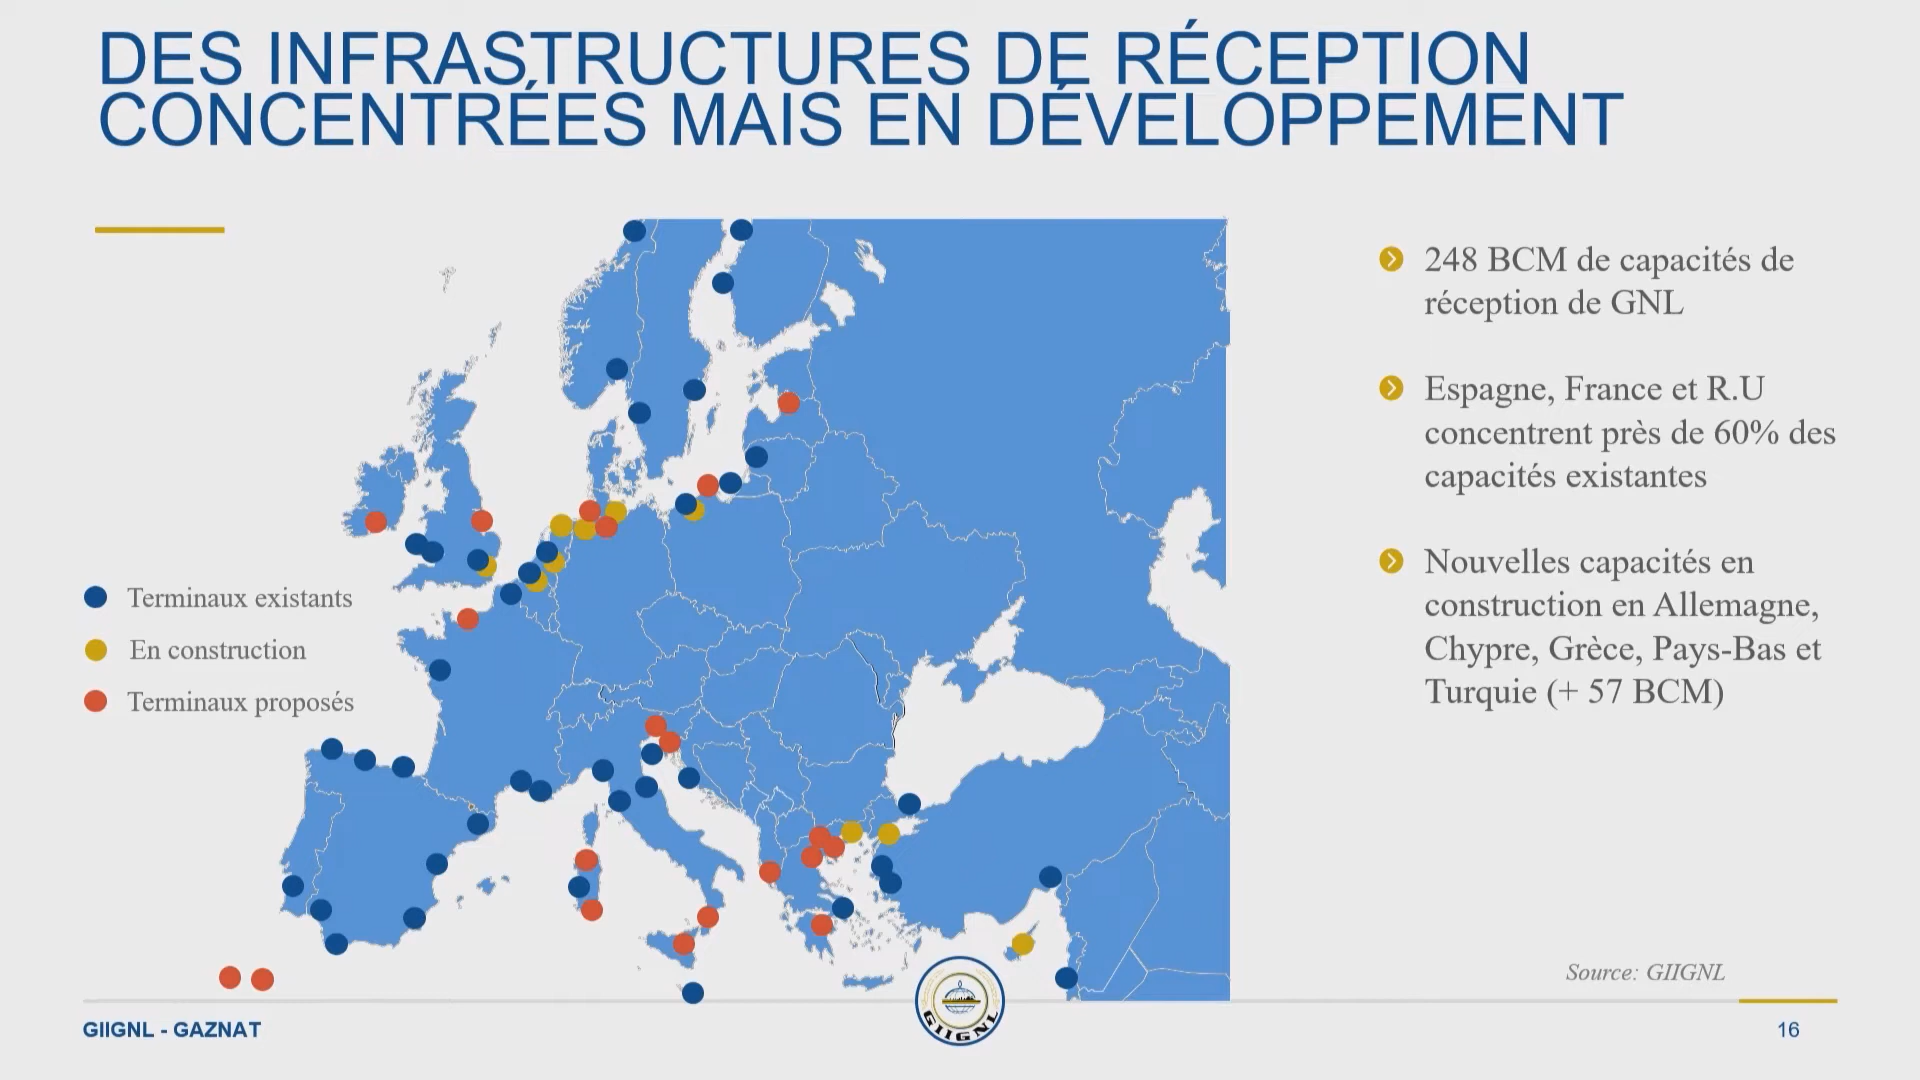 DES INFRASTRUCTURES DE RÉCEPTION
CONCENTRÉES MAIS EN DÉVELOPPEMENT
248 BCM de capacités de
réception de GNL
Espagne, France et R.U
concentrent près de 60% des
capacités existantes
Nouvelles capacités en
construction en Allemagne,
Chypre, Grèce, Pays-Bas et
Turquie (+ 57 BCM)
Terminaux existants
En construction
Terminaux proposés
Source: GIIGNL
GIIGNL - GAZNAT
GIIGNL
16